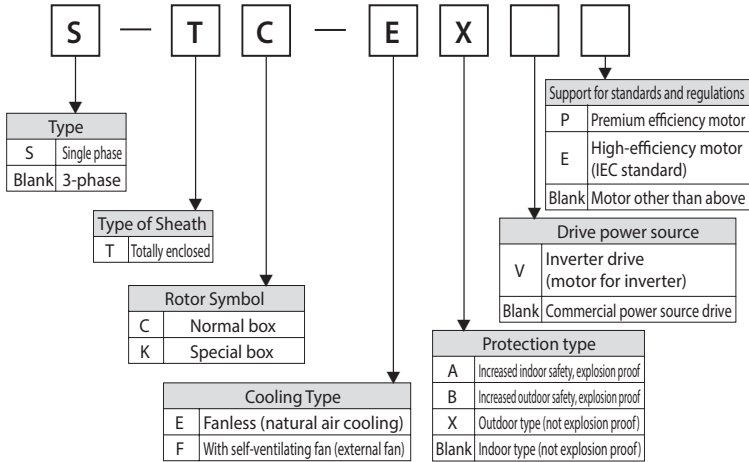 S — T C — E X
Support for standards and regulations
P Premium efficiency motor
E High-efficiency motor
(IEC standard)
Blank Motor other than above
Type
S Single phase
Blank 3-phase
Type of Sheath
T Totally enclosed
Drive power source
V Inverter drive
(motor for inverter)
Blank Commercial power source drive
Rotor Symbol
C Normal box
K Special box
Protection type
A Increased indoor safety, explosion proof
B Increased outdoor safety, explosion proof
X Outdoor type (not explosion proof)
Blank Indoor type (not explosion proof)
Cooling Type
E Fanless (natural air cooling)
F With self-ventilating fan (external fan)